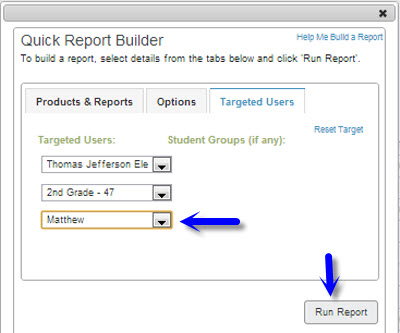 Quick Report Builder
Help Me Build a Report
To build a report, select details from the tabs below and click 'Run Report'.
Products & Reports
Options
Targeted Users
Reset Target
Targeted Users:
Student Groups (if any):
Thomas Jefferson Ele
2nd Grade - 47
Matthew
Run Report